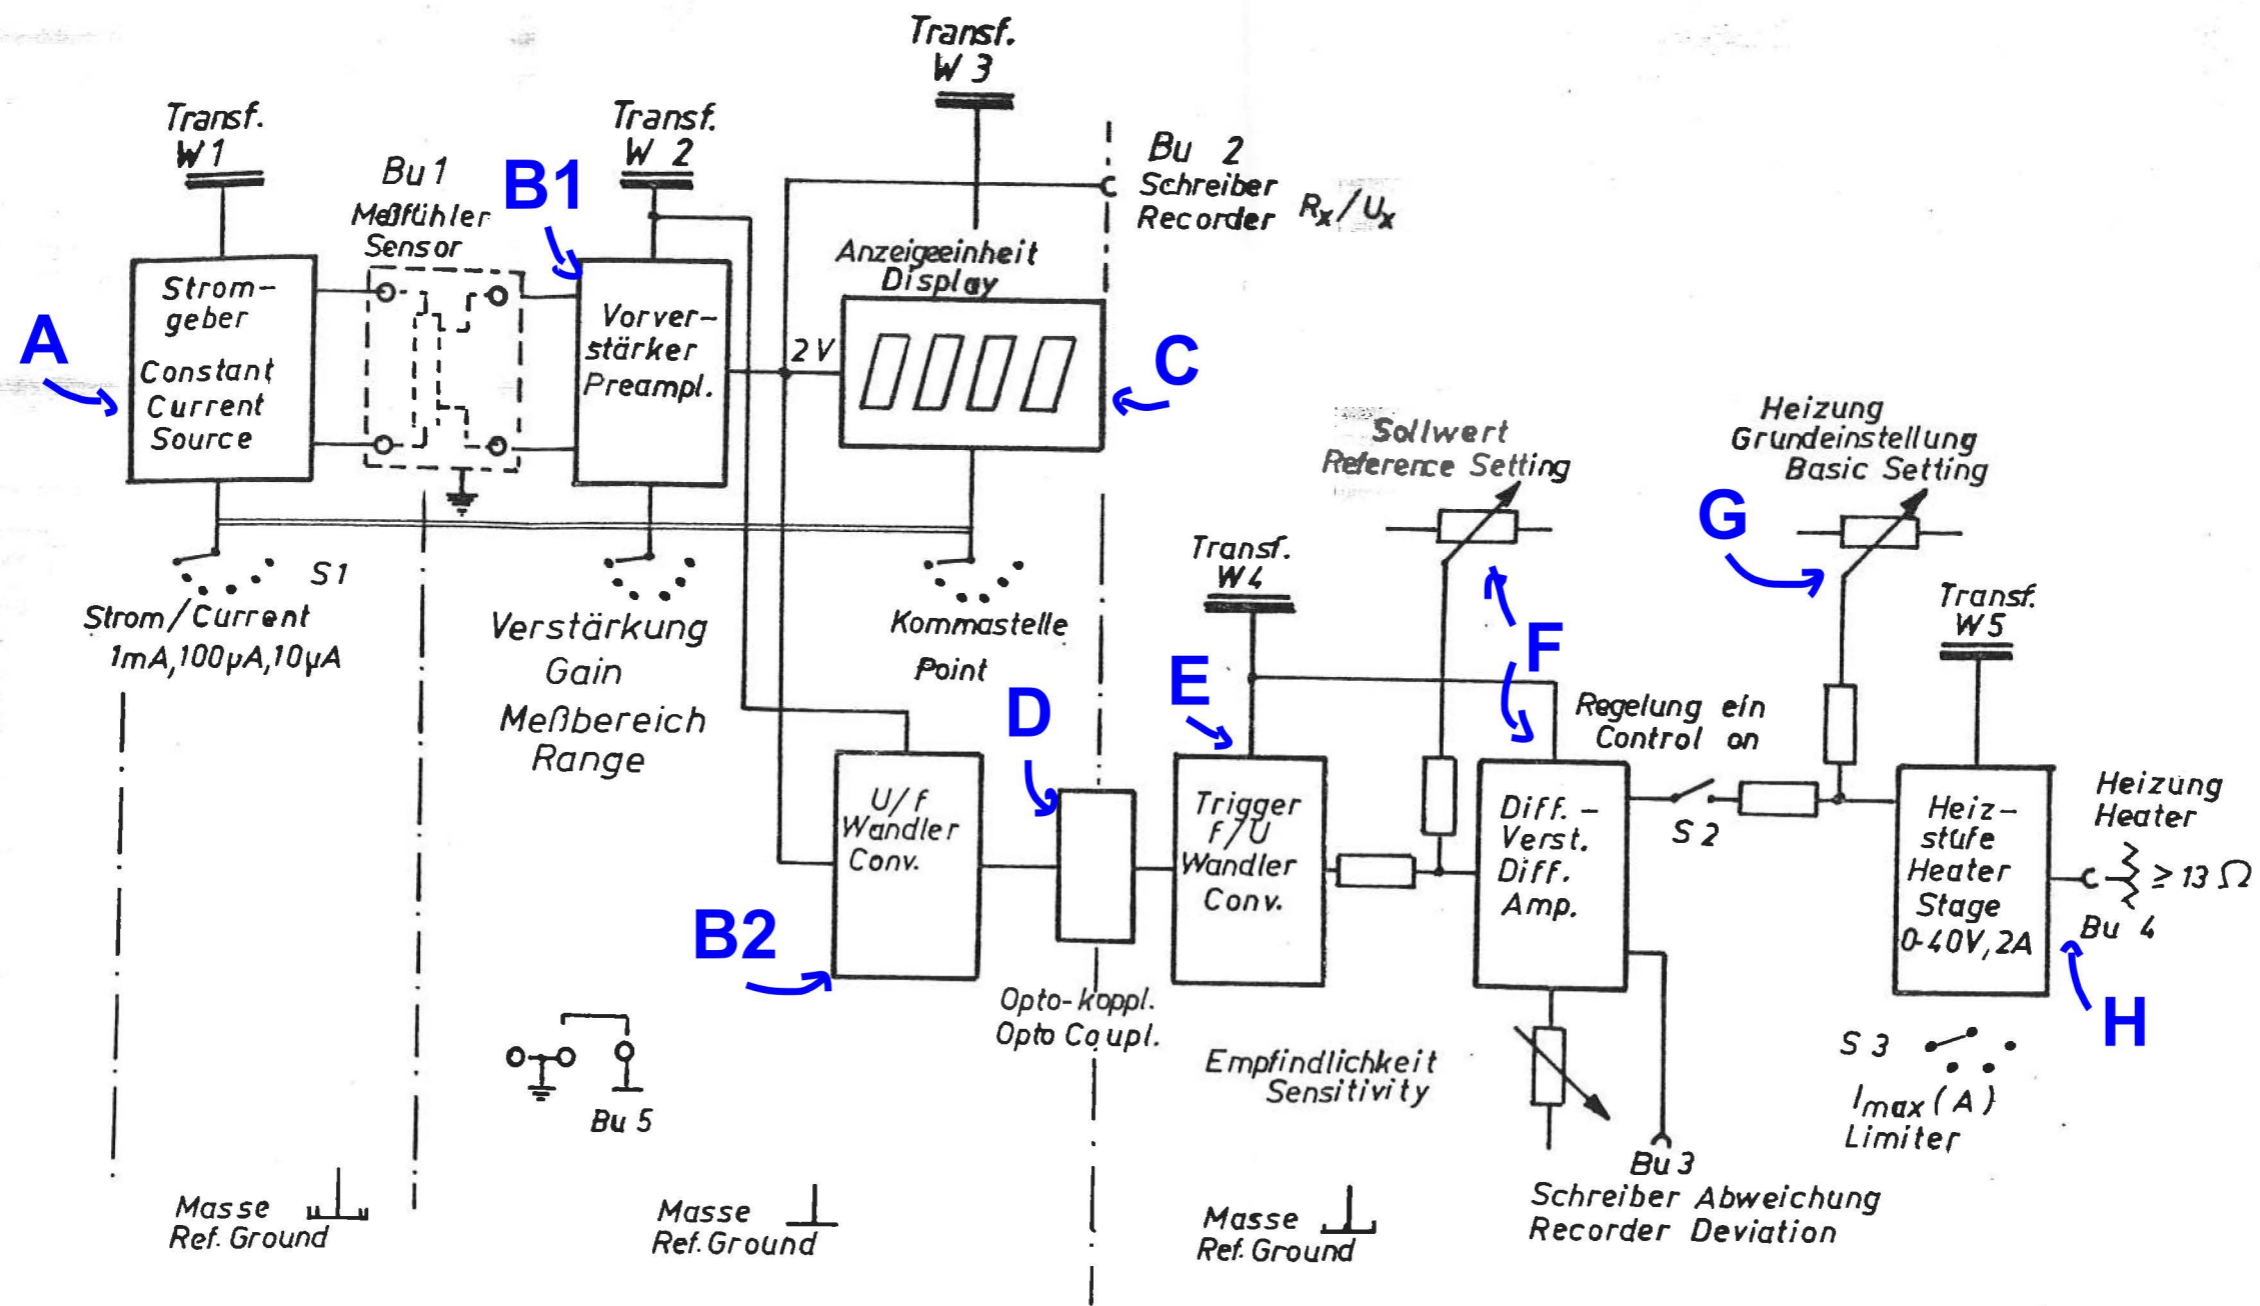 Transf.
W 3
Transf.
W 1
Transf.
W 2
Bu 1
Meßfühler
Sensor
B1
Bu 2
Schreiber
Recorder
Rx/Ux
Anzeigeeinheit
Display
A
Strom-
geber
Constant
Current
Source
Vorver-
stärker
Preampl.
2 V
C
S 1
Strom/Current
1mA,100µA,10µA
Verstärkung
Gain
Meßbereich
Range
Kommastelle
Point
Sollwert
Reference Setting
Heizung
Grundeinstellung
Basic Setting
G
Transf.
W4
F
Transf.
W5
E
D
Regelung ein
Control on
U/f
Wandler
Conv.
B2
Opto-koppl.
Opto Coupl.
Trigger
f/U
Wandler
Conv.
Diff.-
Verst.
Diff.
Amp.
S 2
Heiz-
stufe
Heater
Stage
0-40V, 2A
Heizung
Heater
≥ 13 Ω
Bu 4
H
Bu 5
Empfindlichkeit
Sensitivity
S 3
Imax (A)
Limiter
Bu 3
Schreiber Abweichung
Recorder Deviation
Masse
Ref. Ground
Masse
Ref. Ground
Masse
Ref. Ground